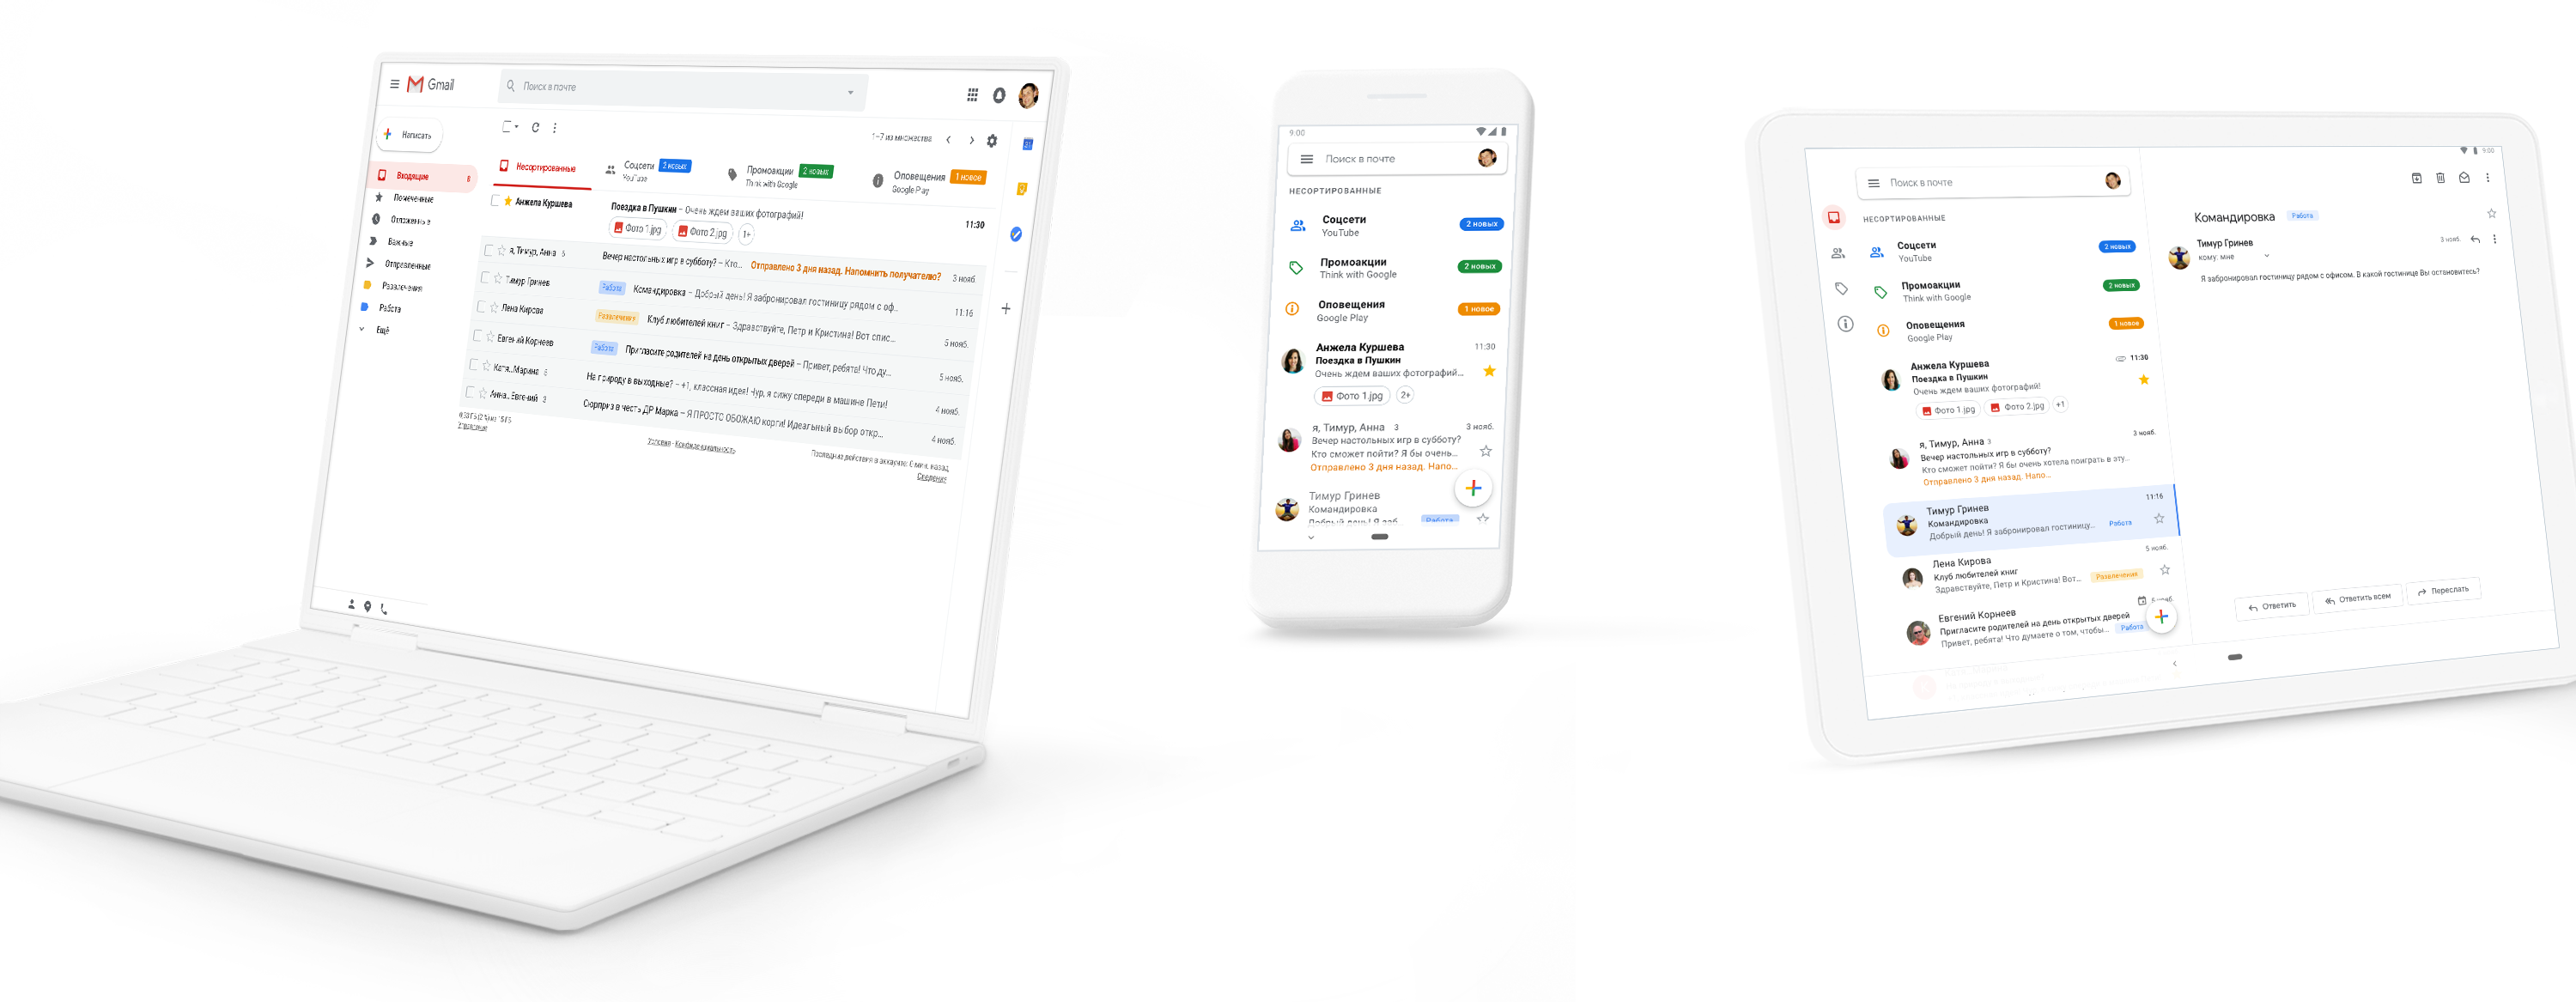 Gmail
Поиск в почте
Написать
1–7 из множества
Входящие 8
Помеченные
Отложенные
Важные
Отправленные
Развлечения
Работа
Ещё
Несортированные
Соцсети 2 новых
YouTube
Промоакции 2 новых
Think with Google
Оповещения 1 новое
Google Play
Анжела Куршева Поездка в Пушкин – Очень ждем ваших фотографий! 11:30
Фото 1.jpg Фото 2.jpg 1+
я, Тимур, Анна 6 Вечер настольных игр в субботу? – Кто... Отправлено 3 дня назад. Напомнить получателю? 3 нояб.
Тимур Гринев Работа Командировка – Добрый день! Я забронировал гостиницу рядом с оф... 11:16
Лена Кирова Развлечения Клуб любителей книг – Здравствуйте, Петр и Кристина! Вот спис... 5 нояб.
Евгений Корнеев Работа Пригласите родителей на день открытых дверей – Привет, ребята! Что ду... 5 нояб.
Катя...Марина 6 На природу в выходные? – +1, классная идея! Чур, я сижу спереди в машине Пети! 4 нояб.
Анна...Евгений 3 Сюрприз в честь ДР Марка – Я ПРОСТО ОБОЖАЮ корги! Идеальный выбор откр... 4 нояб.
Управление
Условия · Конфиденциальность
Последние действия в аккаунте: 0 мин. назад
Сведения
9:00
Поиск в почте
НЕСОРТИРОВАННЫЕ
Соцсети 2 новых
YouTube
Промоакции 2 новых
Think with Google
Оповещения 1 новое
Google Play
Анжела Куршева 11:30
Поездка в Пушкин
Очень ждем ваших фотографий...
Фото 1.jpg 2+
я, Тимур, Анна 3 3 нояб.
Вечер настольных игр в субботу?
Кто сможет пойти? Я бы очень...
Отправлено 3 дня назад. Напо...
Тимур Гринев
Командировка
Добрый день! Я заб... Работа
9:00
Поиск в почте
НЕСОРТИРОВАННЫЕ
Соцсети 2 новых
YouTube
Промоакции 2 новых
Think with Google
Оповещения 1 новое
Google Play
Анжела Куршева 11:30
Поездка в Пушкин
Очень ждем ваших фотографий!
Фото 1.jpg Фото 2.jpg +1
я, Тимур, Анна 3 3 нояб.
Вечер настольных игр в субботу?
Кто сможет пойти? Я бы очень хотела поиграть в эту...
Отправлено 3 дня назад. Напо...
Тимур Гринев 11:16
Командировка
Добрый день! Я забронировал гостиницу... Работа
Лена Кирова 5 нояб.
Клуб любителей книг
Здравствуйте, Петр и Кристина! Вот... Развлечения
Евгений Корнеев
Пригласите родителей на день открытых дверей
Привет, ребята! Что думаете о том, чтобы... Работа
Командировка Работа
Тимур Гринев 3 нояб.
кому: мне
Я забронировал гостиницу рядом с офисом. В какой гостинице Вы остановитесь?
Ответить Ответить всем Переслать